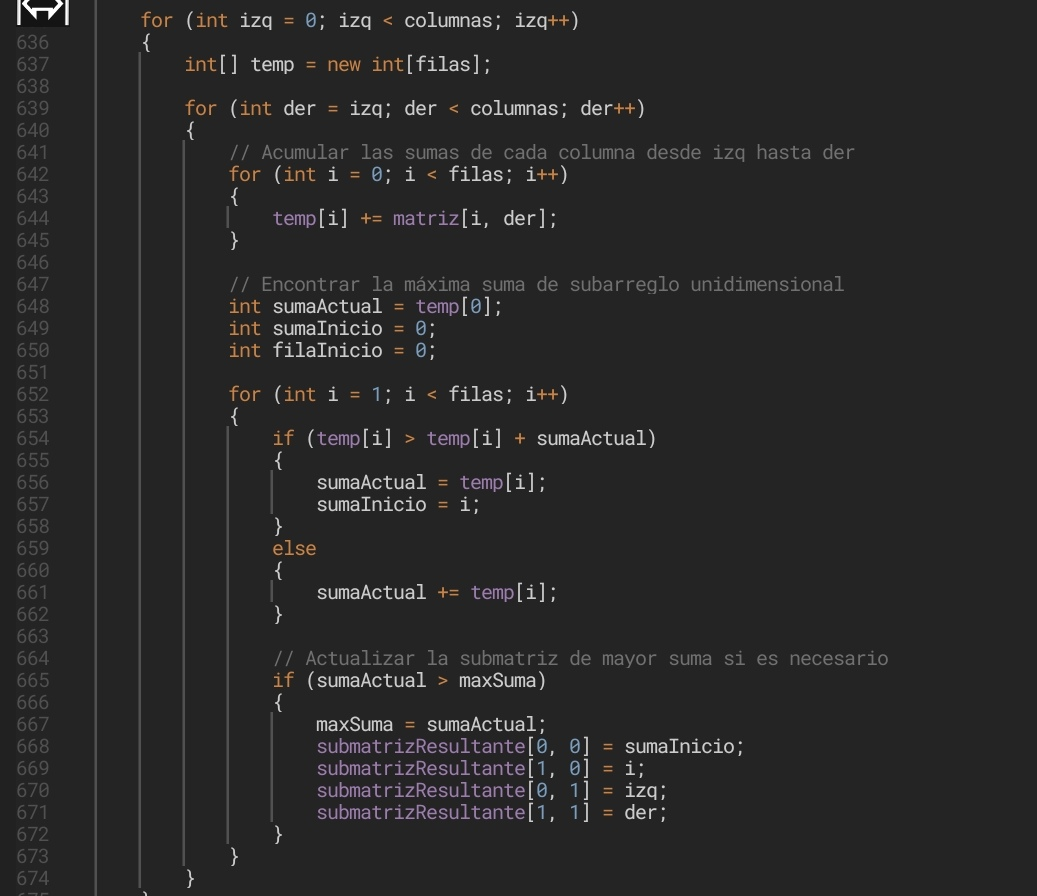 for (int izq = 0; izq < columnas; izq++)
636 {
637 int[] temp = new int[filas];
638
639 for (int der = izq; der < columnas; der++)
640 {
641 // Acumular las sumas de cada columna desde izq hasta der
642 for (int i = 0; i < filas; i++)
643 {
644 temp[i] += matriz[i, der];
645 }
646
647 // Encontrar la máxima suma de subarreglo unidimensional
648 int sumaActual = temp[0];
649 int sumaInicio = 0;
650 int filaInicio = 0;
651
652 for (int i = 1; i < filas; i++)
653 {
654 if (temp[i] > temp[i] + sumaActual)
655 {
656 sumaActual = temp[i];
657 sumaInicio = i;
658 }
659 else
660 {
661 sumaActual += temp[i];
662 }
663
664 // Actualizar la submatriz de mayor suma si es necesario
665 if (sumaActual > maxSuma)
666 {
667 maxSuma = sumaActual;
668 submatrizResultante[0, 0] = sumaInicio;
669 submatrizResultante[1, 0] = i;
670 submatrizResultante[0, 1] = izq;
671 submatrizResultante[1, 1] = der;
672 }
673 }
674 }